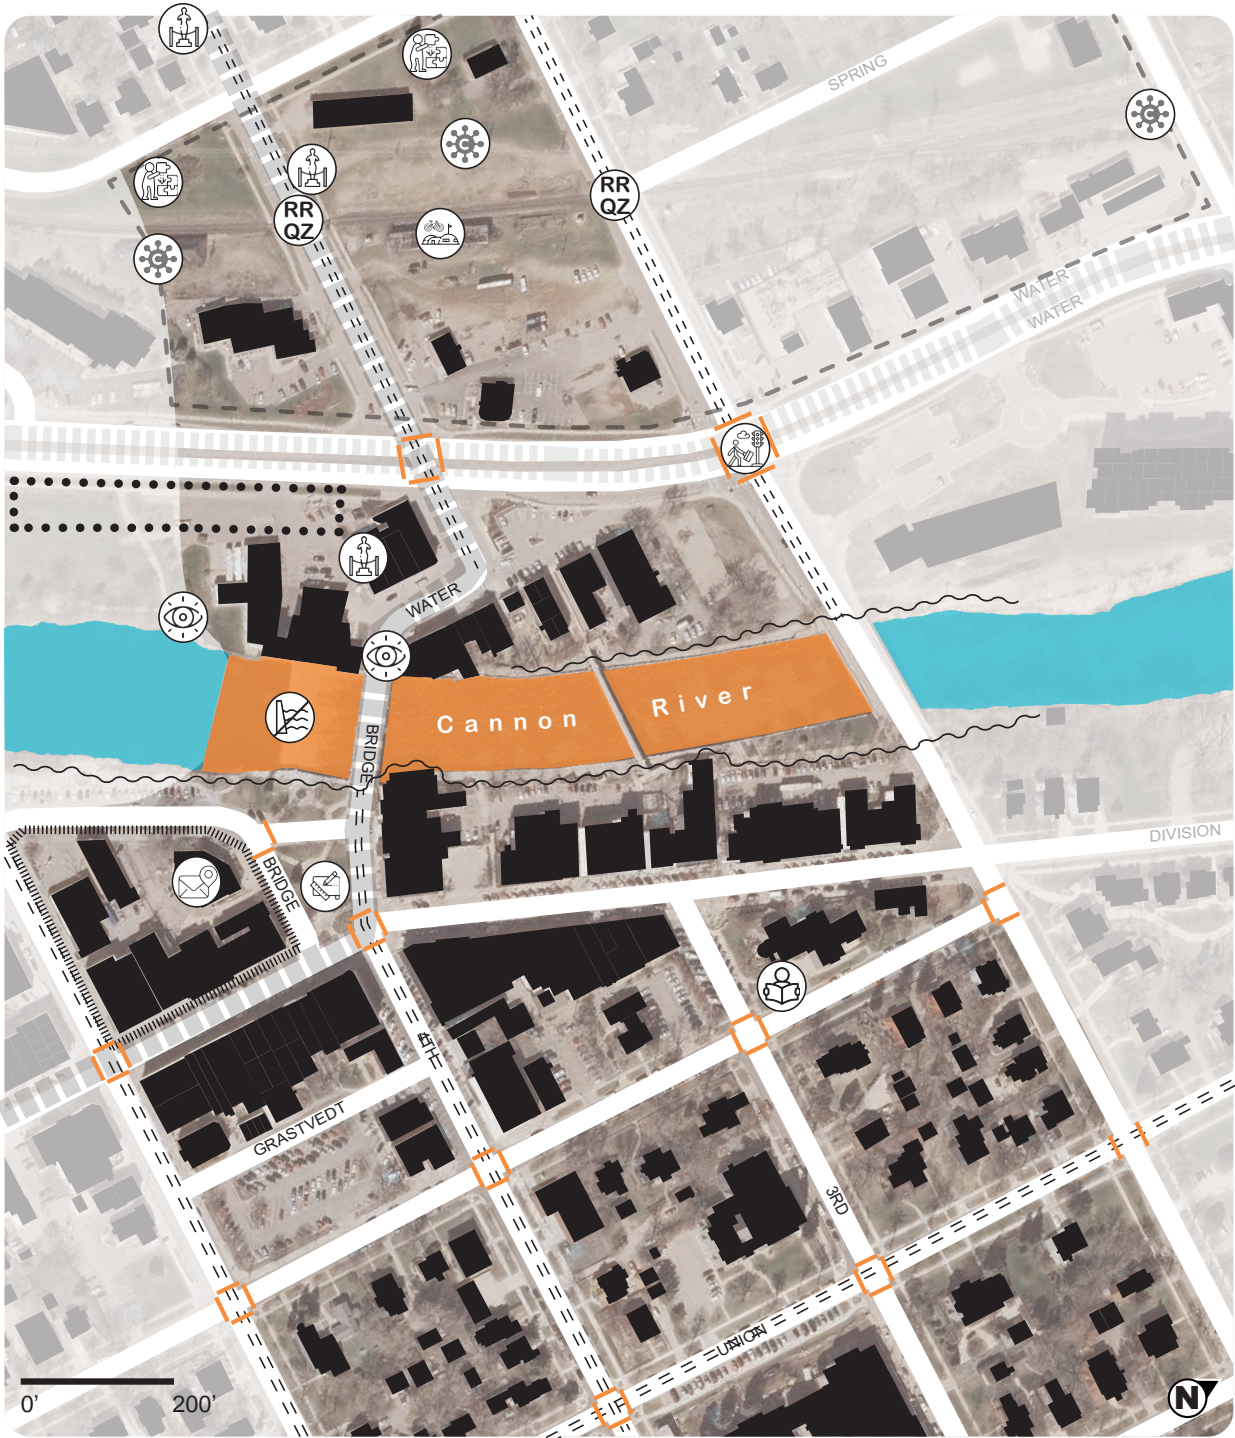 SPRING
C
C
C
RR
QZ
RR
QZ
WATER
WATER
WATER
Cannon River
BRIDGE
DIVISION
BRIDGE
4TH
GRASTVEDT
3RD
UNION
0'
200'
N